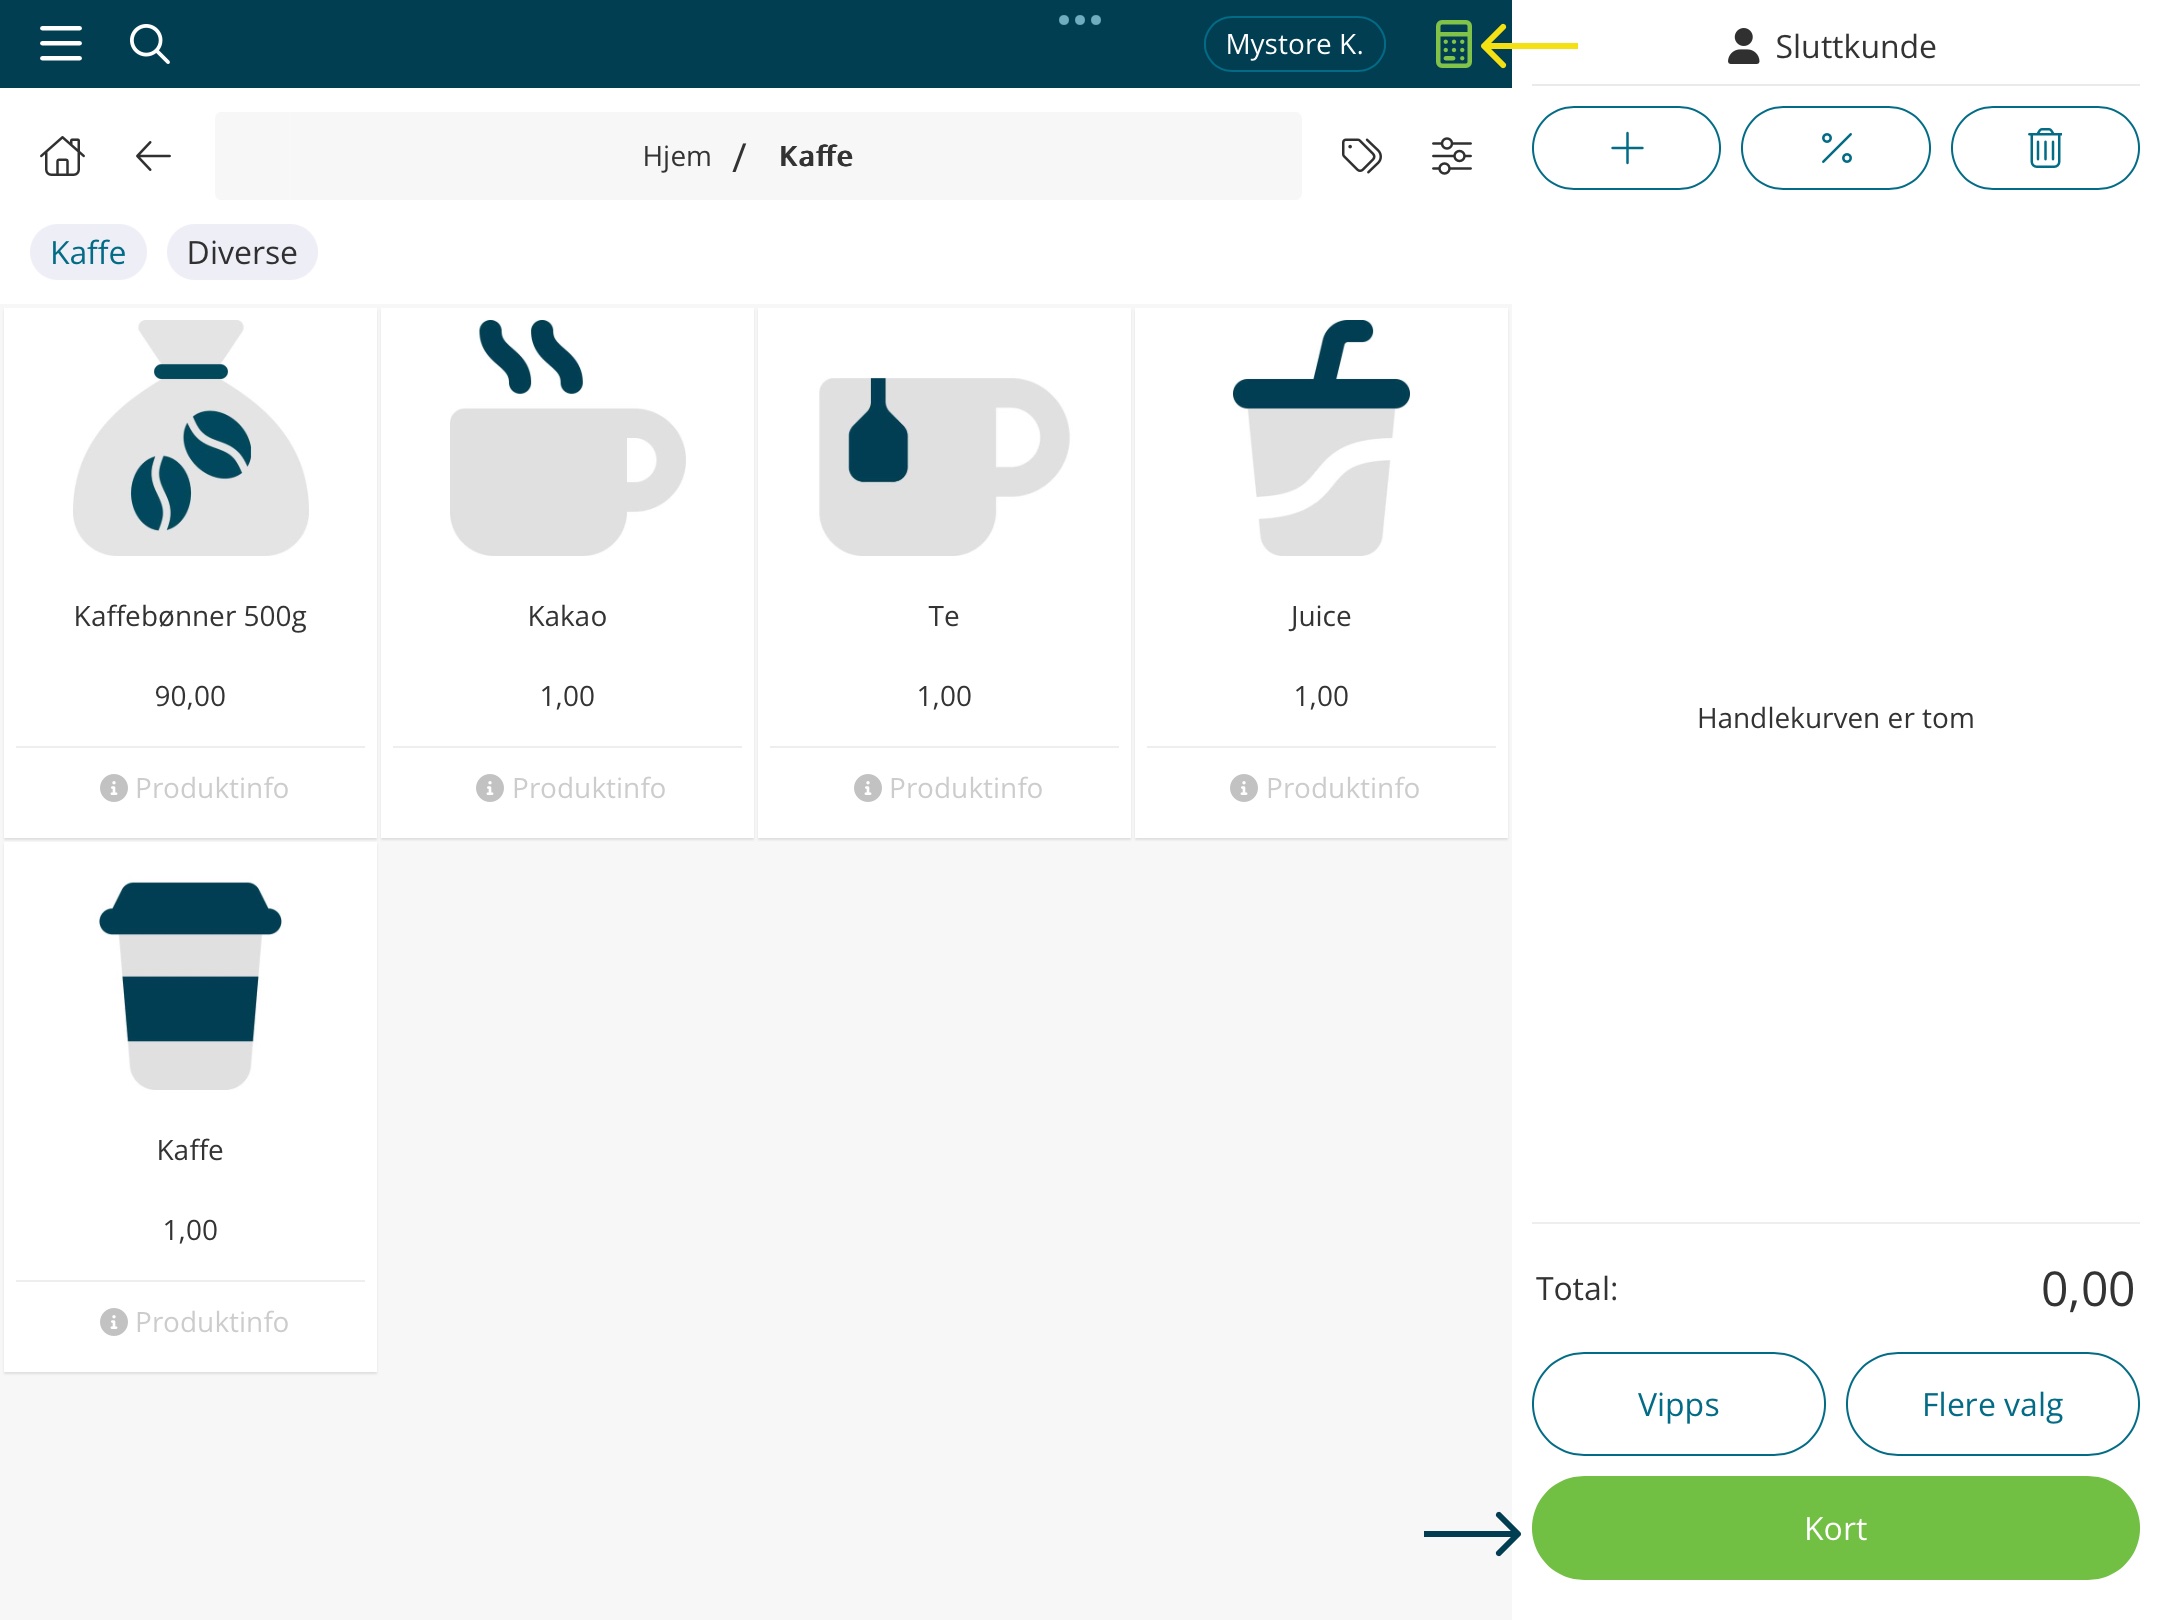 Mystore K.
Sluttkunde
Hjem / Kaffe
Kaffe
Diverse
Kaffebønner 500g
90,00
Produktinfo
Kakao
1,00
Produktinfo
Te
1,00
Produktinfo
Juice
1,00
Produktinfo
Kaffe
1,00
Produktinfo
Handlekurven er tom
Total: 0,00
Vipps
Flere valg
Kort